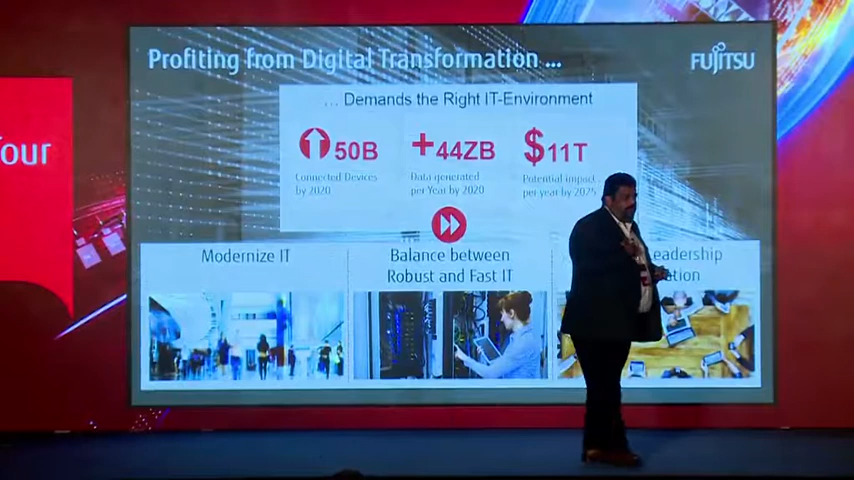 Profiting from Digital Transformation ...
FUJITSU
... Demands the Right IT-Environment
50B
Connected Devices
by 2020
+44ZB
Data generated
per Year by 2020
$11T
Potential impact
per year by 2025
our
Modernize IT
Balance between
Robust and Fast IT
Leadership